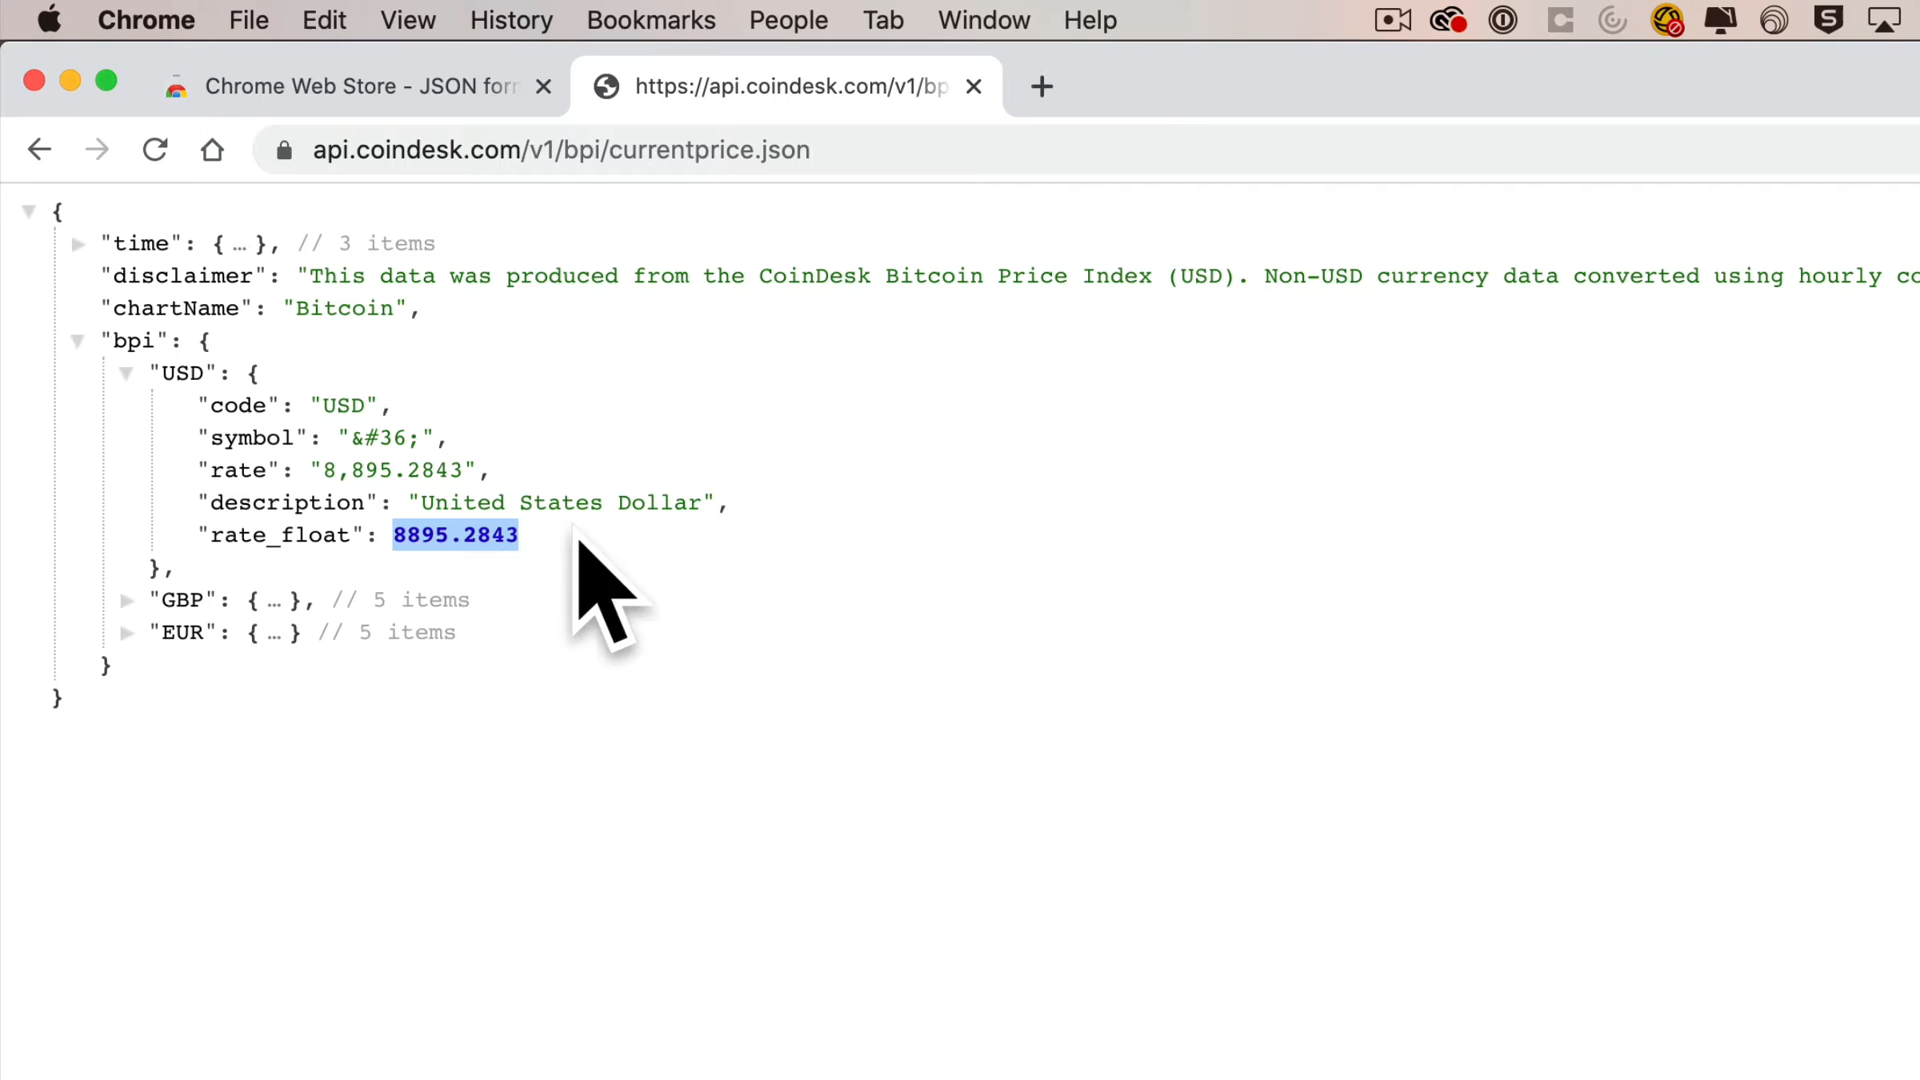 Chrome File Edit View History Bookmarks People Tab Window Help
Chrome Web Store - JSON for
https://api.coindesk.com/v1/bp
api.coindesk.com/v1/bpi/currentprice.json
{
"time": { … }, // 3 items
"disclaimer": "This data was produced from the CoinDesk Bitcoin Price Index (USD). Non-USD currency data converted using hourly co
"chartName": "Bitcoin",
"bpi": {
"USD": {
"code": "USD",
"symbol": "&#36;",
"rate": "8,895.2843",
"description": "United States Dollar",
"rate_float": 8895.2843
},
"GBP": { … }, // 5 items
"EUR": { … } // 5 items
}
}